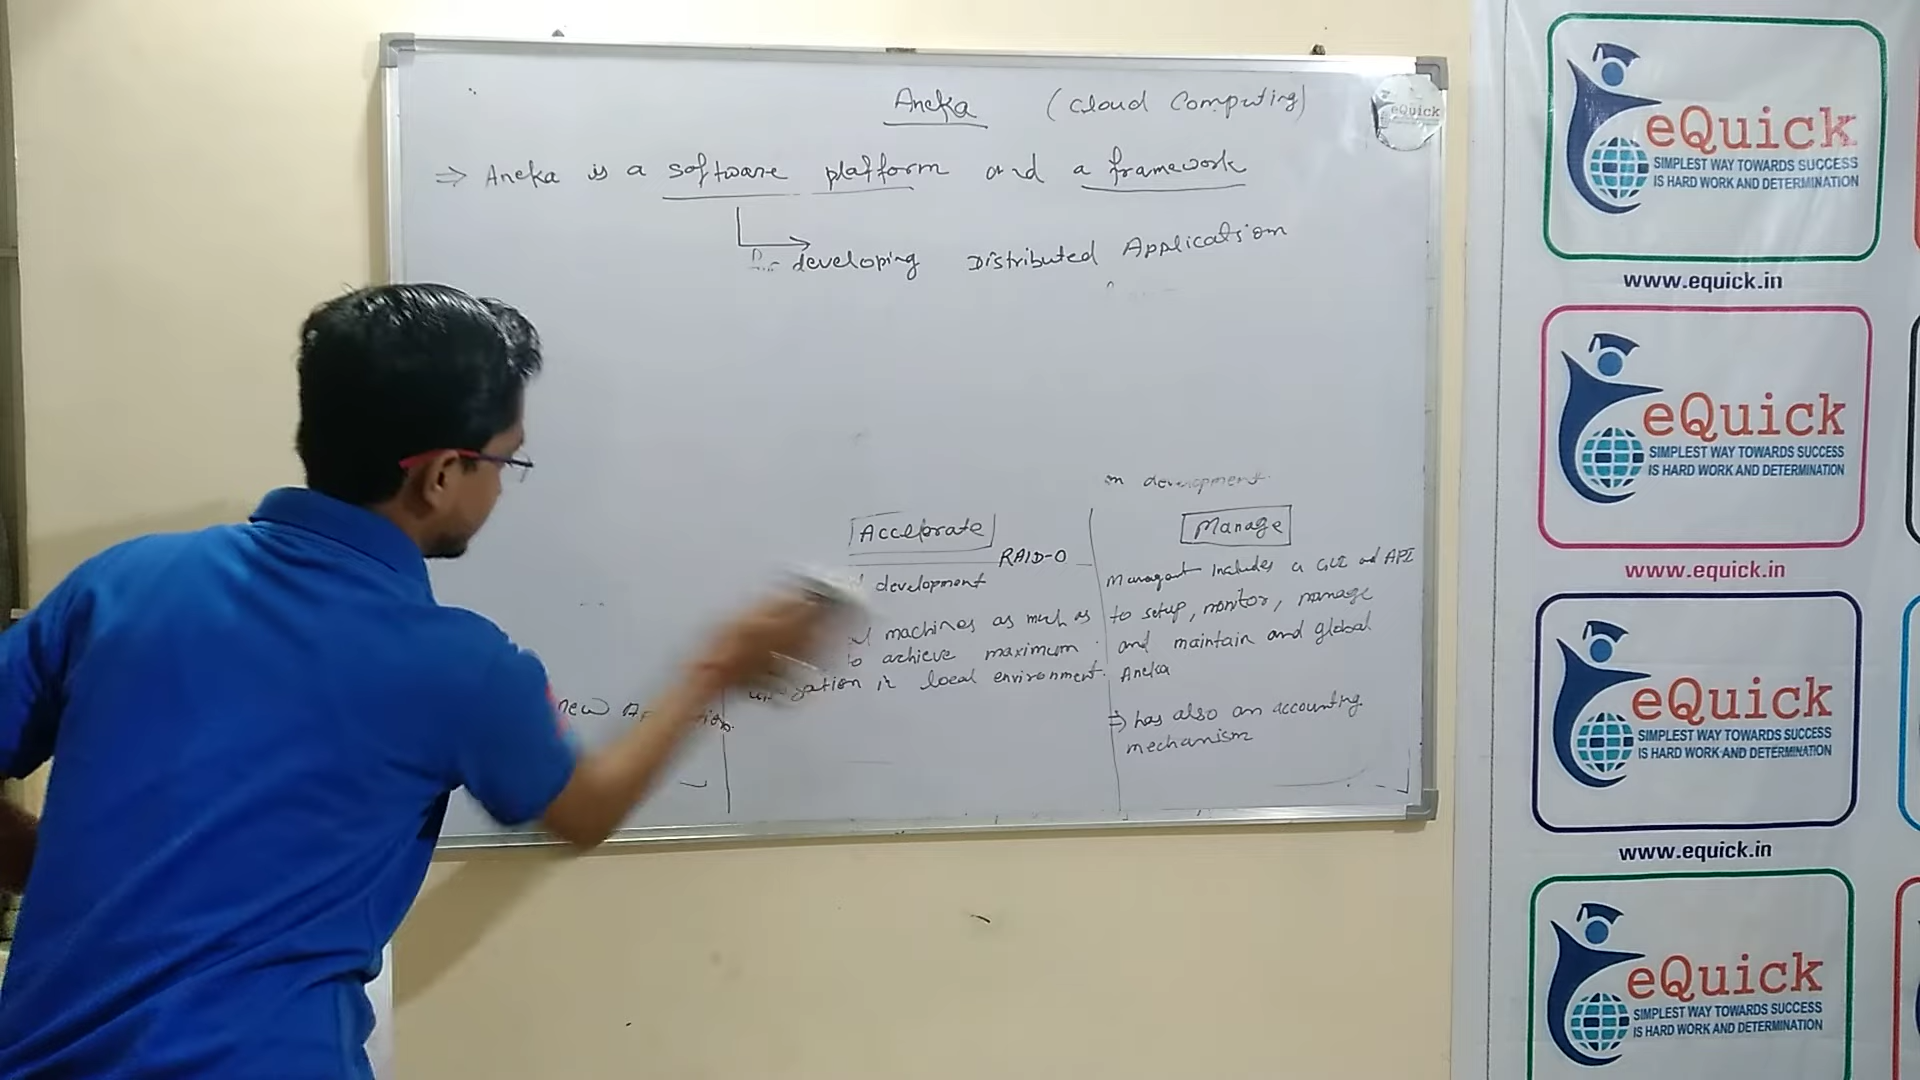 Aneka (Cloud Computing)
eQuick
⇒ Aneka is a software platform and a framework
developing Distributed Application
on development.
Accelerate
RAID-O
development
machines as much as
to achieve maximum
in local environment.
new
Manage
Managent includes a GUI and API
to setup, monitor, manage
and maintain and global
Aneka
⇒ has also an accounting
mechanism
eQuick
SIMPLEST WAY TOWARDS SUCCESS
IS HARD WORK AND DETERMINATION
www.equick.in
eQuick
SIMPLEST WAY TOWARDS SUCCESS
IS HARD WORK AND DETERMINATION
www.equick.in
eQuick
SIMPLEST WAY TOWARDS SUCCESS
IS HARD WORK AND DETERMINATION
www.equick.in
eQuick
SIMPLEST WAY TOWARDS SUCCESS
IS HARD WORK AND DETERMINATION